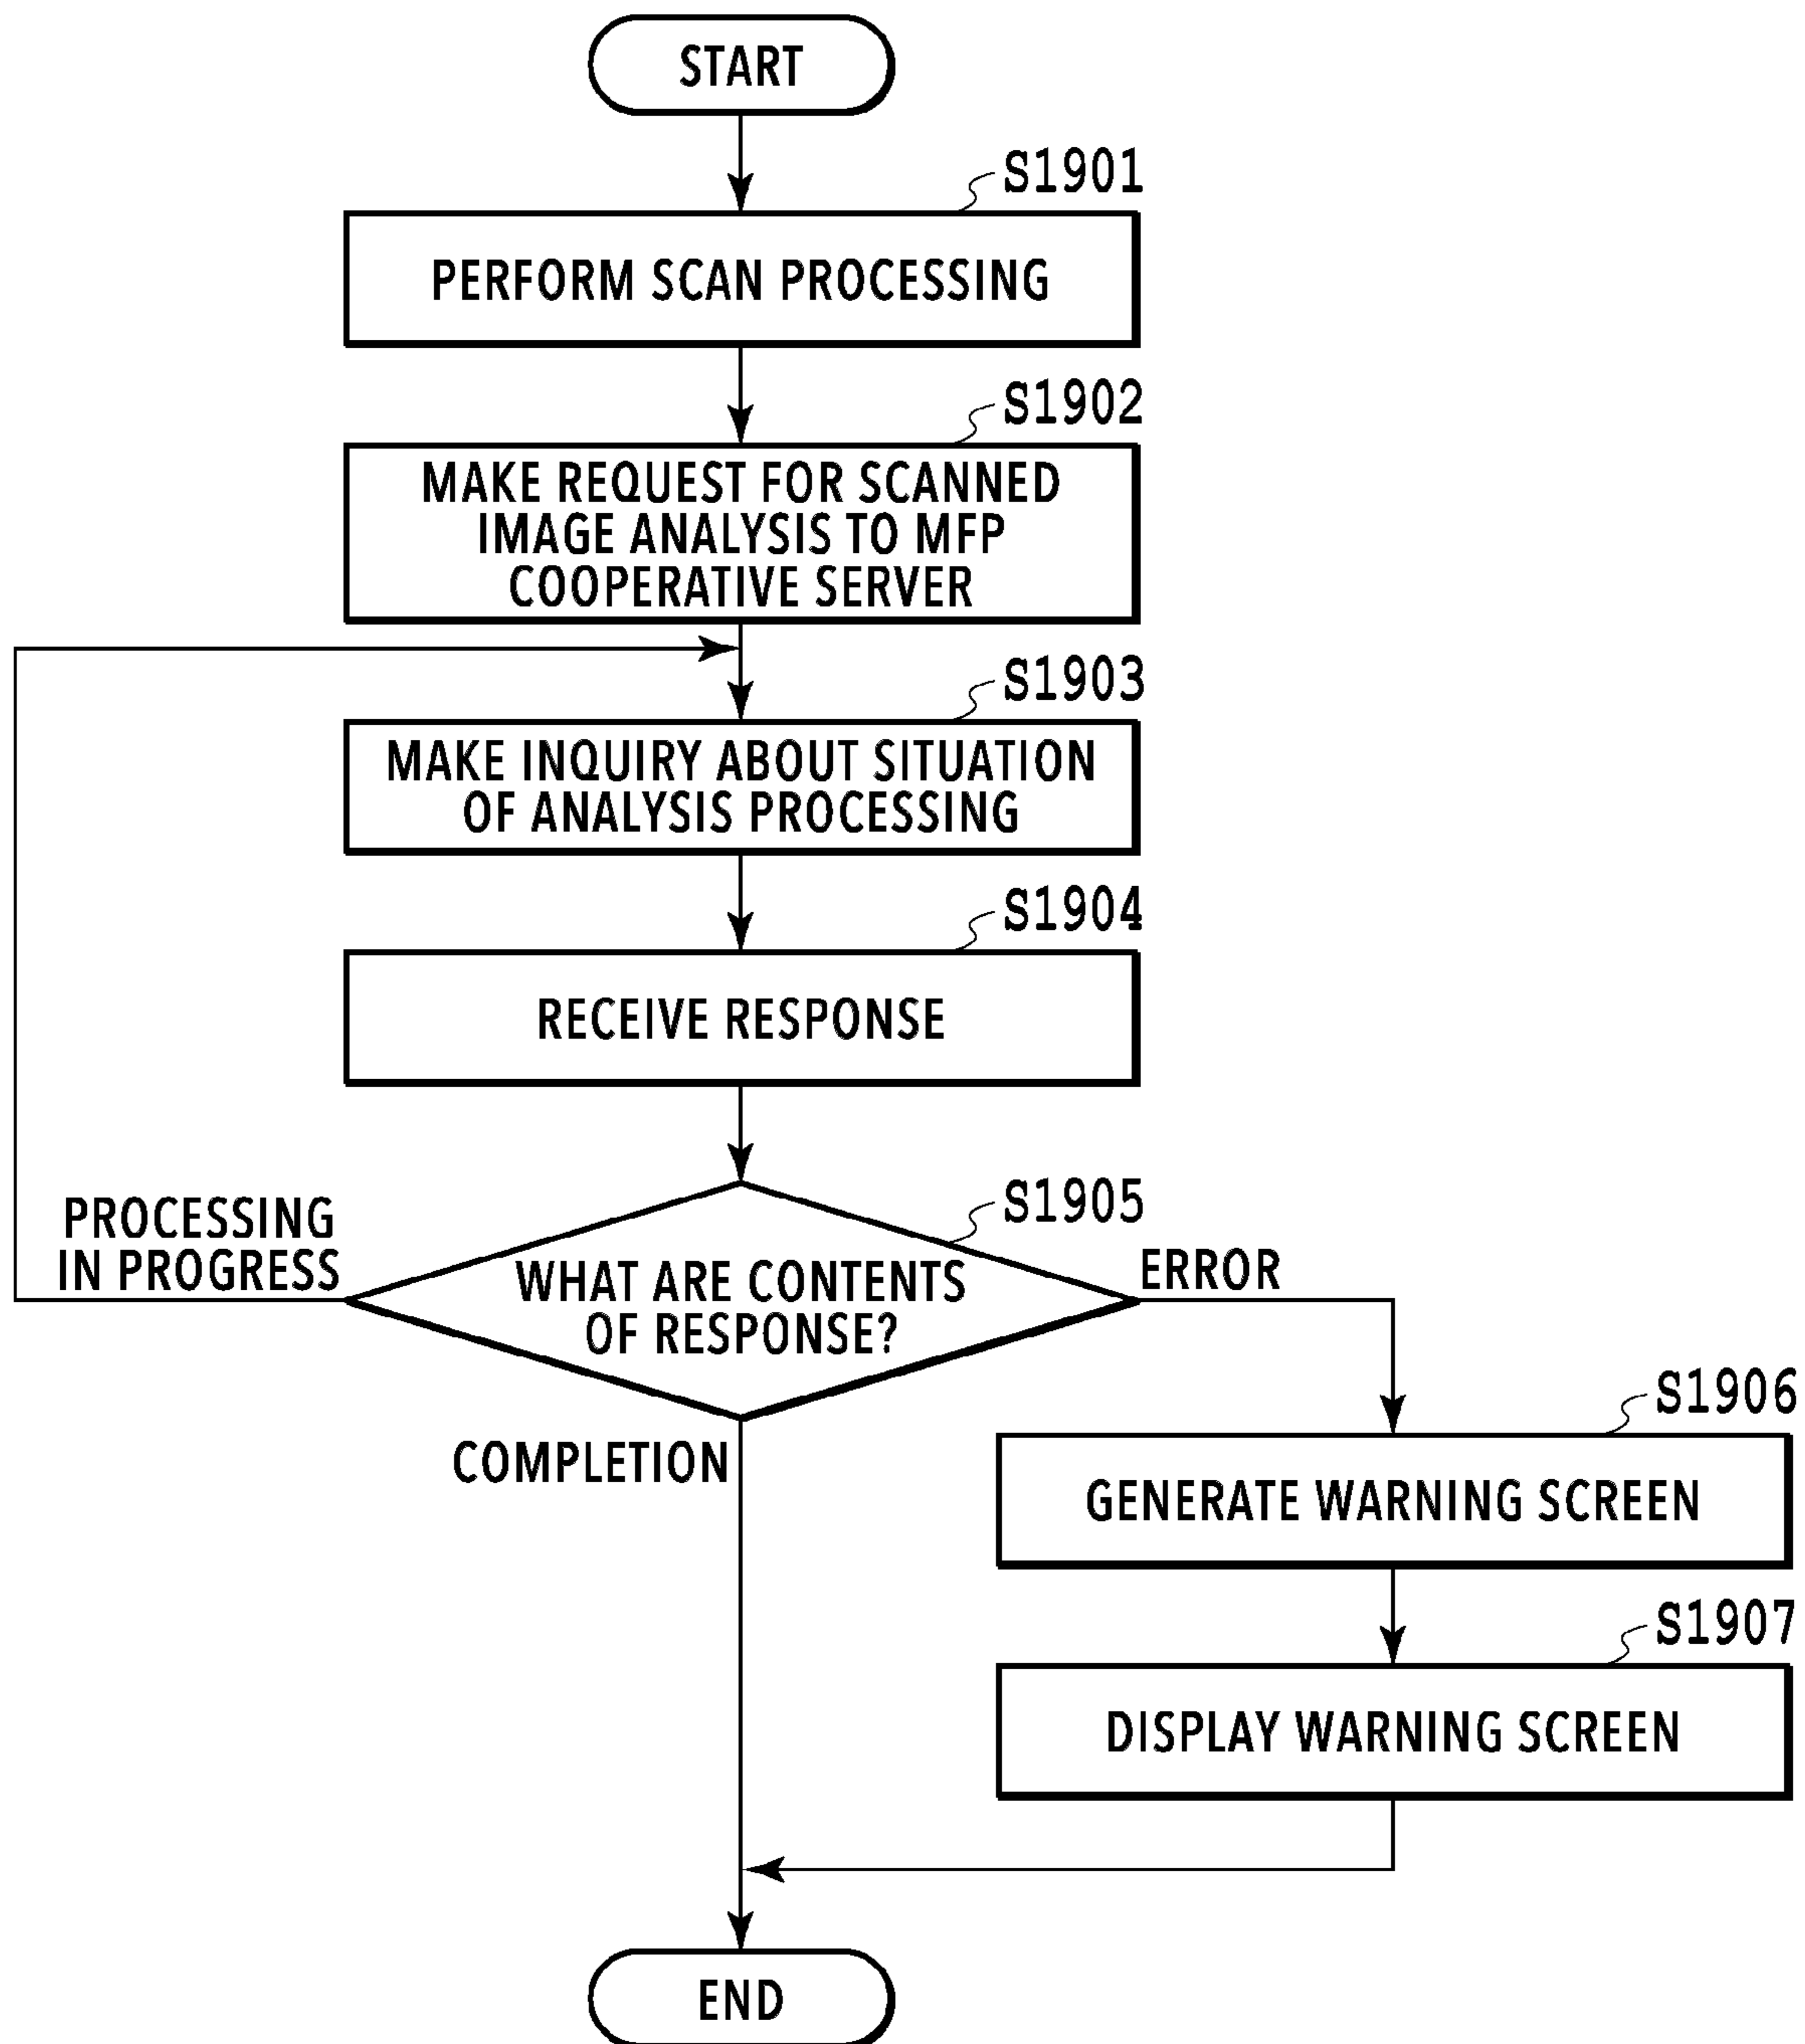 START
S1901
PERFORM SCAN PROCESSING
S1902
MAKE REQUEST FOR SCANNED
IMAGE ANALYSIS TO MFP
COOPERATIVE SERVER
S1903
MAKE INQUIRY ABOUT SITUATION
OF ANALYSIS PROCESSING
S1904
RECEIVE RESPONSE
S1905
WHAT ARE CONTENTS
OF RESPONSE?
PROCESSING
IN PROGRESS
ERROR
COMPLETION
S1906
GENERATE WARNING SCREEN
S1907
DISPLAY WARNING SCREEN
END